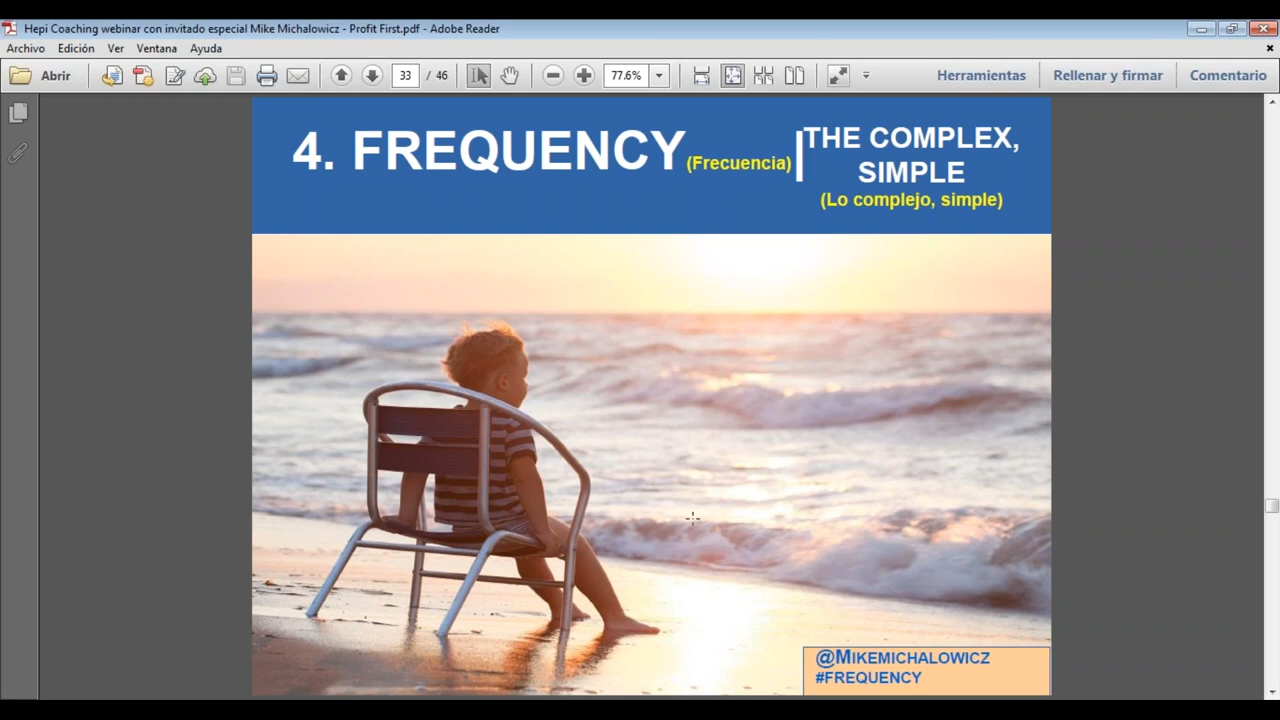 Hepi Coaching webinar con invitado especial Mike Michalowicz - Profit First.pdf - Adobe Reader
Archivo Edición Ver Ventana Ayuda
Abrir 33 / 46 77.6% Herramientas Rellenar y firmar Comentario
4. FREQUENCY (Frecuencia) | THE COMPLEX,
SIMPLE
(Lo complejo, simple)
@MIKEMICHALOWICZ
#FREQUENCY